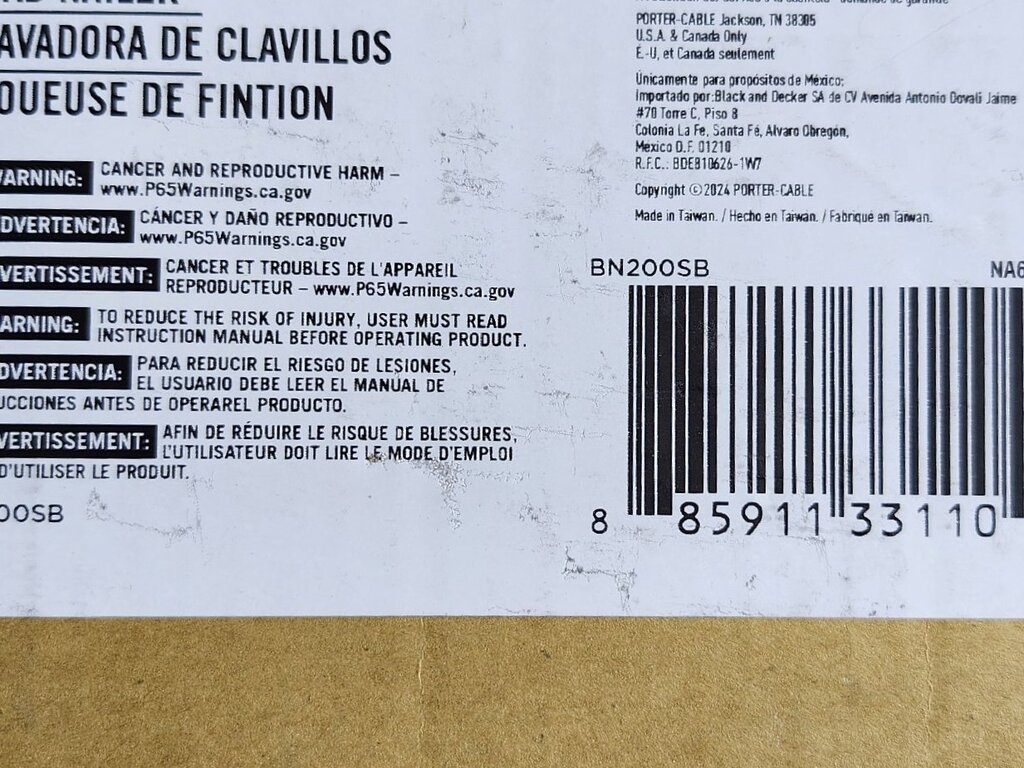 AVADORA DE CLAVILLOS
OUEUSE DE FINTION
ARNING: CANCER AND REPRODUCTIVE HARM –
www.P65Warnings.ca.gov
DVERTENCIA: CÁNCER Y DAÑO REPRODUCTIVO –
www.P65Warnings.ca.gov
VERTISSEMENT: CANCER ET TROUBLES DE L'APPAREIL
REPRODUCTEUR – www.P65Warnings.ca.gov
ARNING: TO REDUCE THE RISK OF INJURY, USER MUST READ
INSTRUCTION MANUAL BEFORE OPERATING PRODUCT.
DVERTENCIA: PARA REDUCIR EL RIESGO DE LESIONES,
EL USUARIO DEBE LEER EL MANUAL DE
UCCIONES ANTES DE OPERAREL PRODUCTO.
VERTISSEMENT: AFIN DE RÉDUIRE LE RISQUE DE BLESSURES,
L'UTILISATEUR DOIT LIRE LE MODE D'EMPLOI
D'UTILISER LE PRODUIT.
00SB
PORTER-CABLE Jackson, TN 38305
U.S.A. & Canada Only
É.-U, et Canada seulement
Únicamente para propósitos de México:
Importado por:Black and Decker SA de CV Avenida Antonio Dovali Jaime
#70 Torre C, Piso 8
Colonia La Fe, Santa Fé, Alvaro Obregón,
Mexico D.F. 01210
R.F.C.: BDE810626-1W7
Copyright ©2024 PORTER-CABLE
Made in Taiwan. / Hecho en Taiwan. / Fabriqué en Taiwan.
BN200SB NA6
8 85911 33110